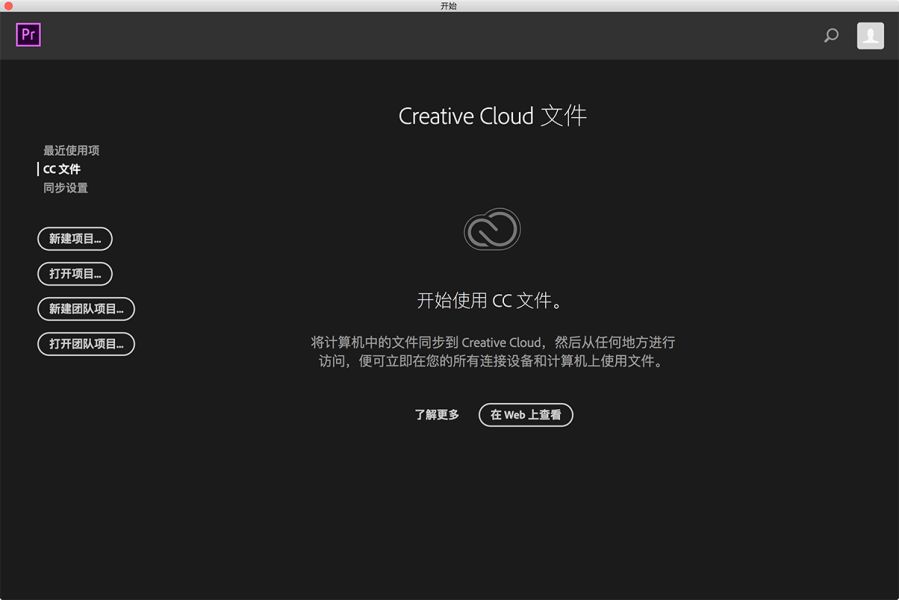 开始
Pr
Creative Cloud 文件
最近使用项
CC 文件
同步设置
新建项目...
打开项目...
新建团队项目...
打开团队项目...
开始使用 CC 文件。
将计算机中的文件同步到 Creative Cloud，然后从任何地方进行
访问，便可立即在您的所有连接设备和计算机上使用文件。
了解更多
在 Web 上查看